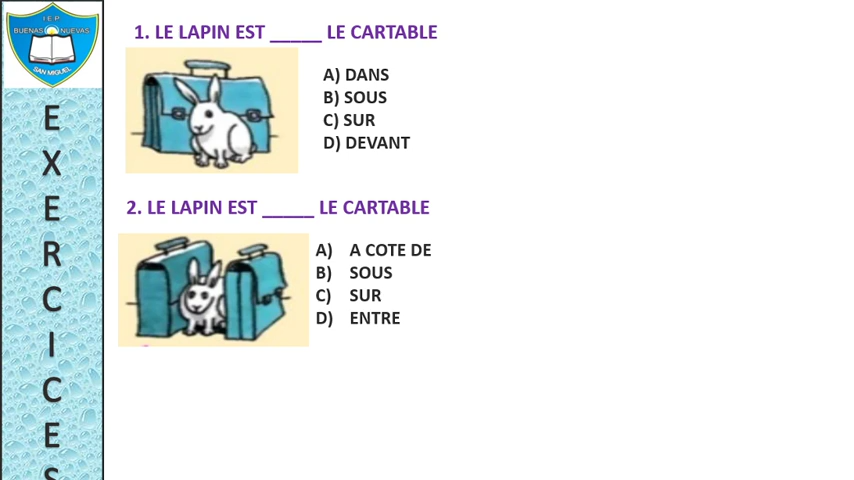 I E P
BUENAS NUEVAS
SAN MIGUEL
EXERCICES
1. LE LAPIN EST _____ LE CARTABLE
A) DANS
B) SOUS
C) SUR
D) DEVANT
2. LE LAPIN EST _____ LE CARTABLE
A) A COTE DE
B) SOUS
C) SUR
D) ENTRE